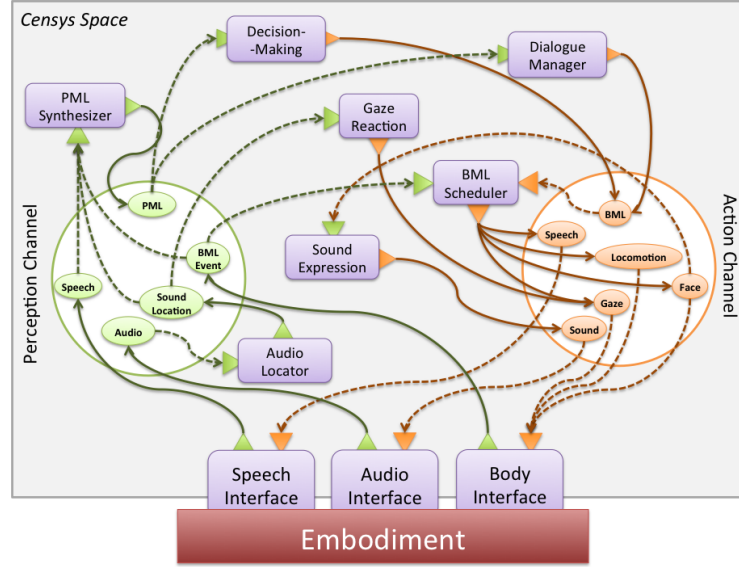 Censys Space
Decision-
-Making
Dialogue
Manager
PML
Synthesizer
Gaze
Reaction
BML
Scheduler
PML
BML
Speech
Sound
Expression
BML
Event
Locomotion
Speech
Sound
Location
Face
Gaze
Audio
Sound
Audio
Locator
Perception Channel
Action Channel
Speech
Interface
Audio
Interface
Body
Interface
Embodiment